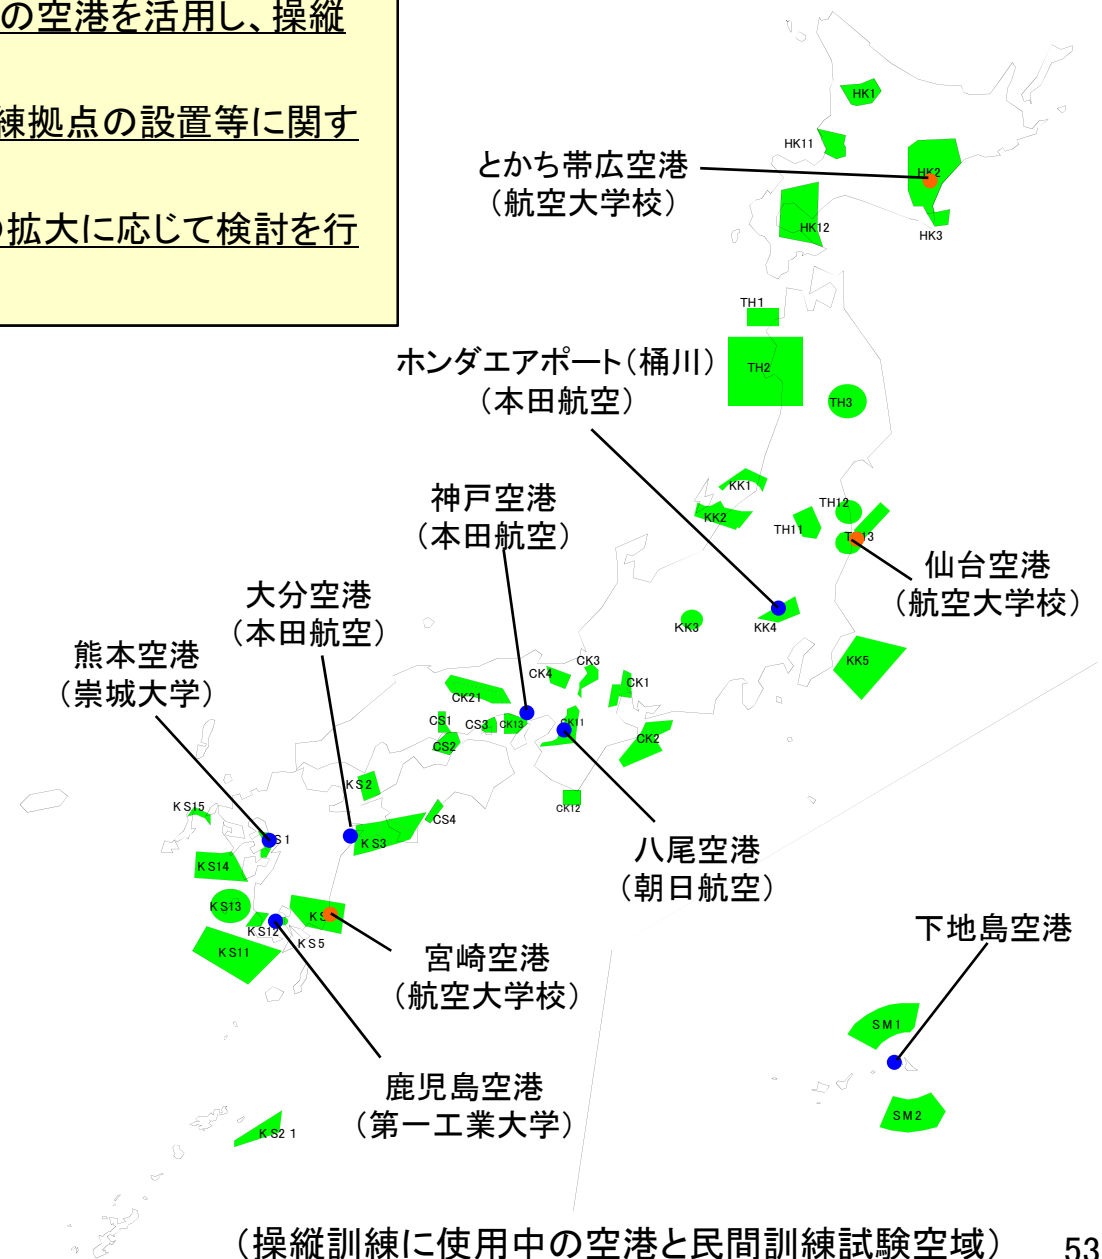 の空港を活用し、操縦
練拠点の設置等に関す
の拡大に応じて検討を行
とかち帯広空港
（航空大学校）
HK1
HK11
HK2
HK12
HK3
TH1
TH2
TH3
ホンダエアポート（桶川）
（本田航空）
KK1
KK2
TH12
TH11
TH13
仙台空港
（航空大学校）
神戸空港
（本田航空）
大分空港
（本田航空）
熊本空港
（崇城大学）
KK3
KK4
KK5
CK3
CK4
CK1
CK21
CS1
CS3
CK13
CK11
CS2
CK2
KS2
CK12
KS15
CS4
KS1
KS3
KS14
八尾空港
（朝日航空）
KS13
KS
KS12
KS5
KS11
宮崎空港
（航空大学校）
下地島空港
SM1
鹿児島空港
（第一工業大学）
SM2
KS21
（操縦訓練に使用中の空港と民間訓練試験空域）
53